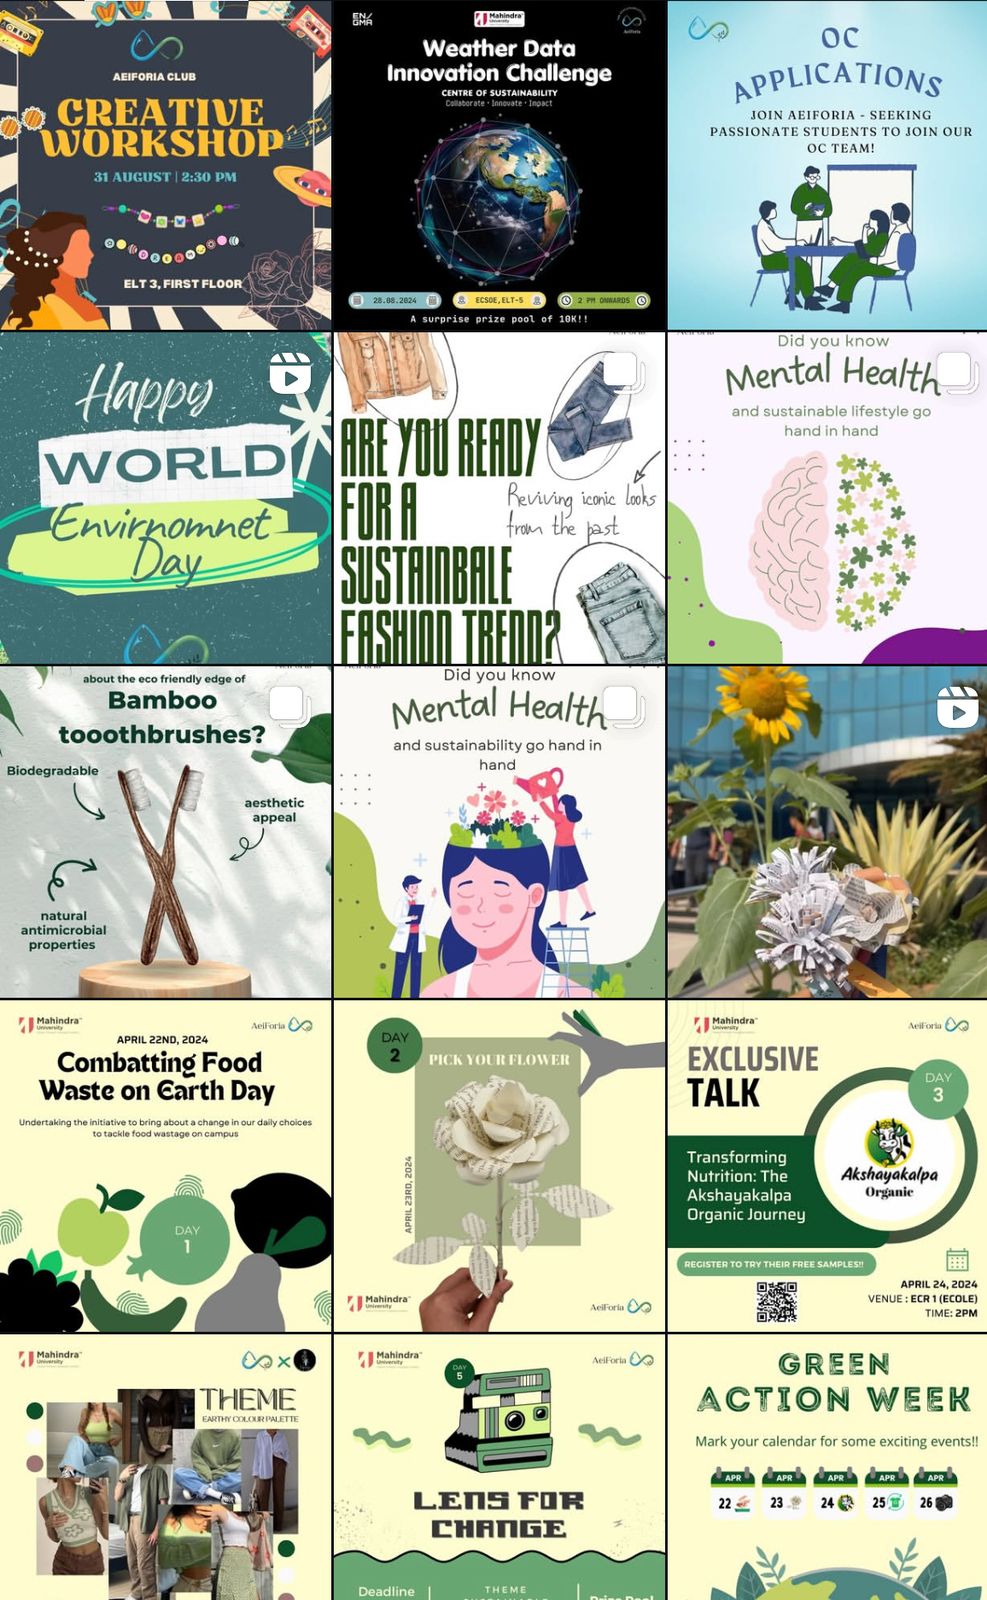 AEIFORIA CLUB
CREATIVE
WORKSHOP
31 AUGUST | 2:30 PM
DREAM
ELT 3, FIRST FLOOR
EN/
GMA
Mahindra
University
Aeiforia
Weather Data
Innovation Challenge
CENTRE OF SUSTAINABILITY
Collaborate · Innovate · Impact
28.08.2024
ECSOE,ELT-5
2 PM ONWARDS
A surprise prize pool of 10K!!
OC
APPLICATIONS
JOIN AEIFORIA - SEEKING
PASSIONATE STUDENTS TO JOIN OUR
OC TEAM!
Happy
WORLD
Envirnomnet
Day
ARE YOU READY
FOR A
SUSTAINBALE
FASHION TREND?
Reviving iconic looks
from the past
Did you know
Mental Health
and sustainable lifestyle go
hand in hand
about the eco friendly edge of
Bamboo
tooothbrushes?
Biodegradable
aesthetic
appeal
natural
antimicrobial
properties
Did you know
Mental Health
and sustainability go hand in
hand
Mahindra
University
AeiForia
APRIL 22ND, 2024
Combatting Food
Waste on Earth Day
Undertaking the initiative to bring about a change in our daily choices
to tackle food wastage on campus
DAY
1
DAY
2
PICK YOUR FLOWER
APRIL 23RD, 2024
Mahindra
University
AeiForia
Mahindra
University
AeiForia
EXCLUSIVE
TALK
DAY
3
Transforming
Nutrition: The
Akshayakalpa
Organic Journey
Akshayakalpa
Organic
REGISTER TO TRY THEIR FREE SAMPLES!!
APRIL 24, 2024
VENUE : ECR 1 (ECOLE)
TIME: 2PM
Mahindra
University
X
THEME
EARTHY COLOUR PALETTE
Mahindra
University
AeiForia
DAY
5
LENS FOR
CHANGE
Deadline
THEME
Prize Pool
GREEN
ACTION WEEK
Mark your calendar for some exciting events!!
APR APR APR APR APR
22 23 24 25 26